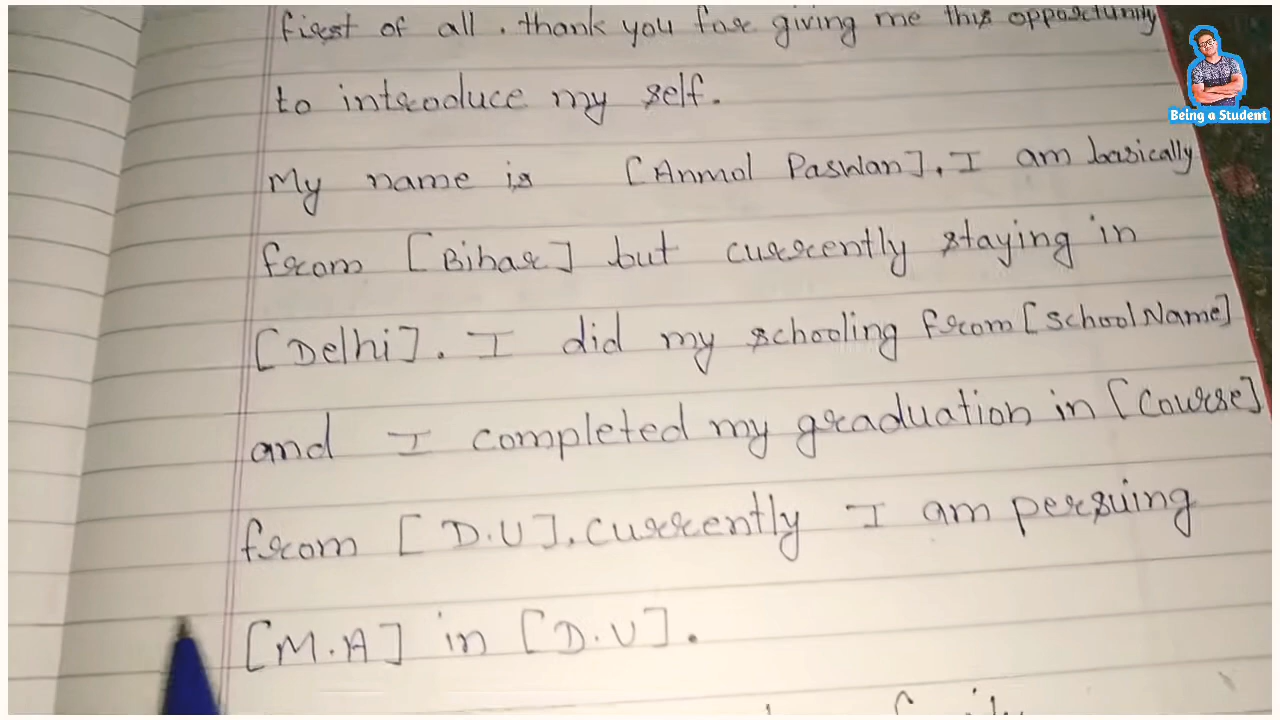 first of all. thank you for giving me this opportunity
to introduce my self.
My name is [Anmol Paswan]. I am basically
from [Bihar] but currently staying in
[Delhi]. I did my schooling from [School Name]
and I completed my graduation in [Course]
from [D.U]. Currently I am persuing
[M.A] in [D.U].
Being a Student